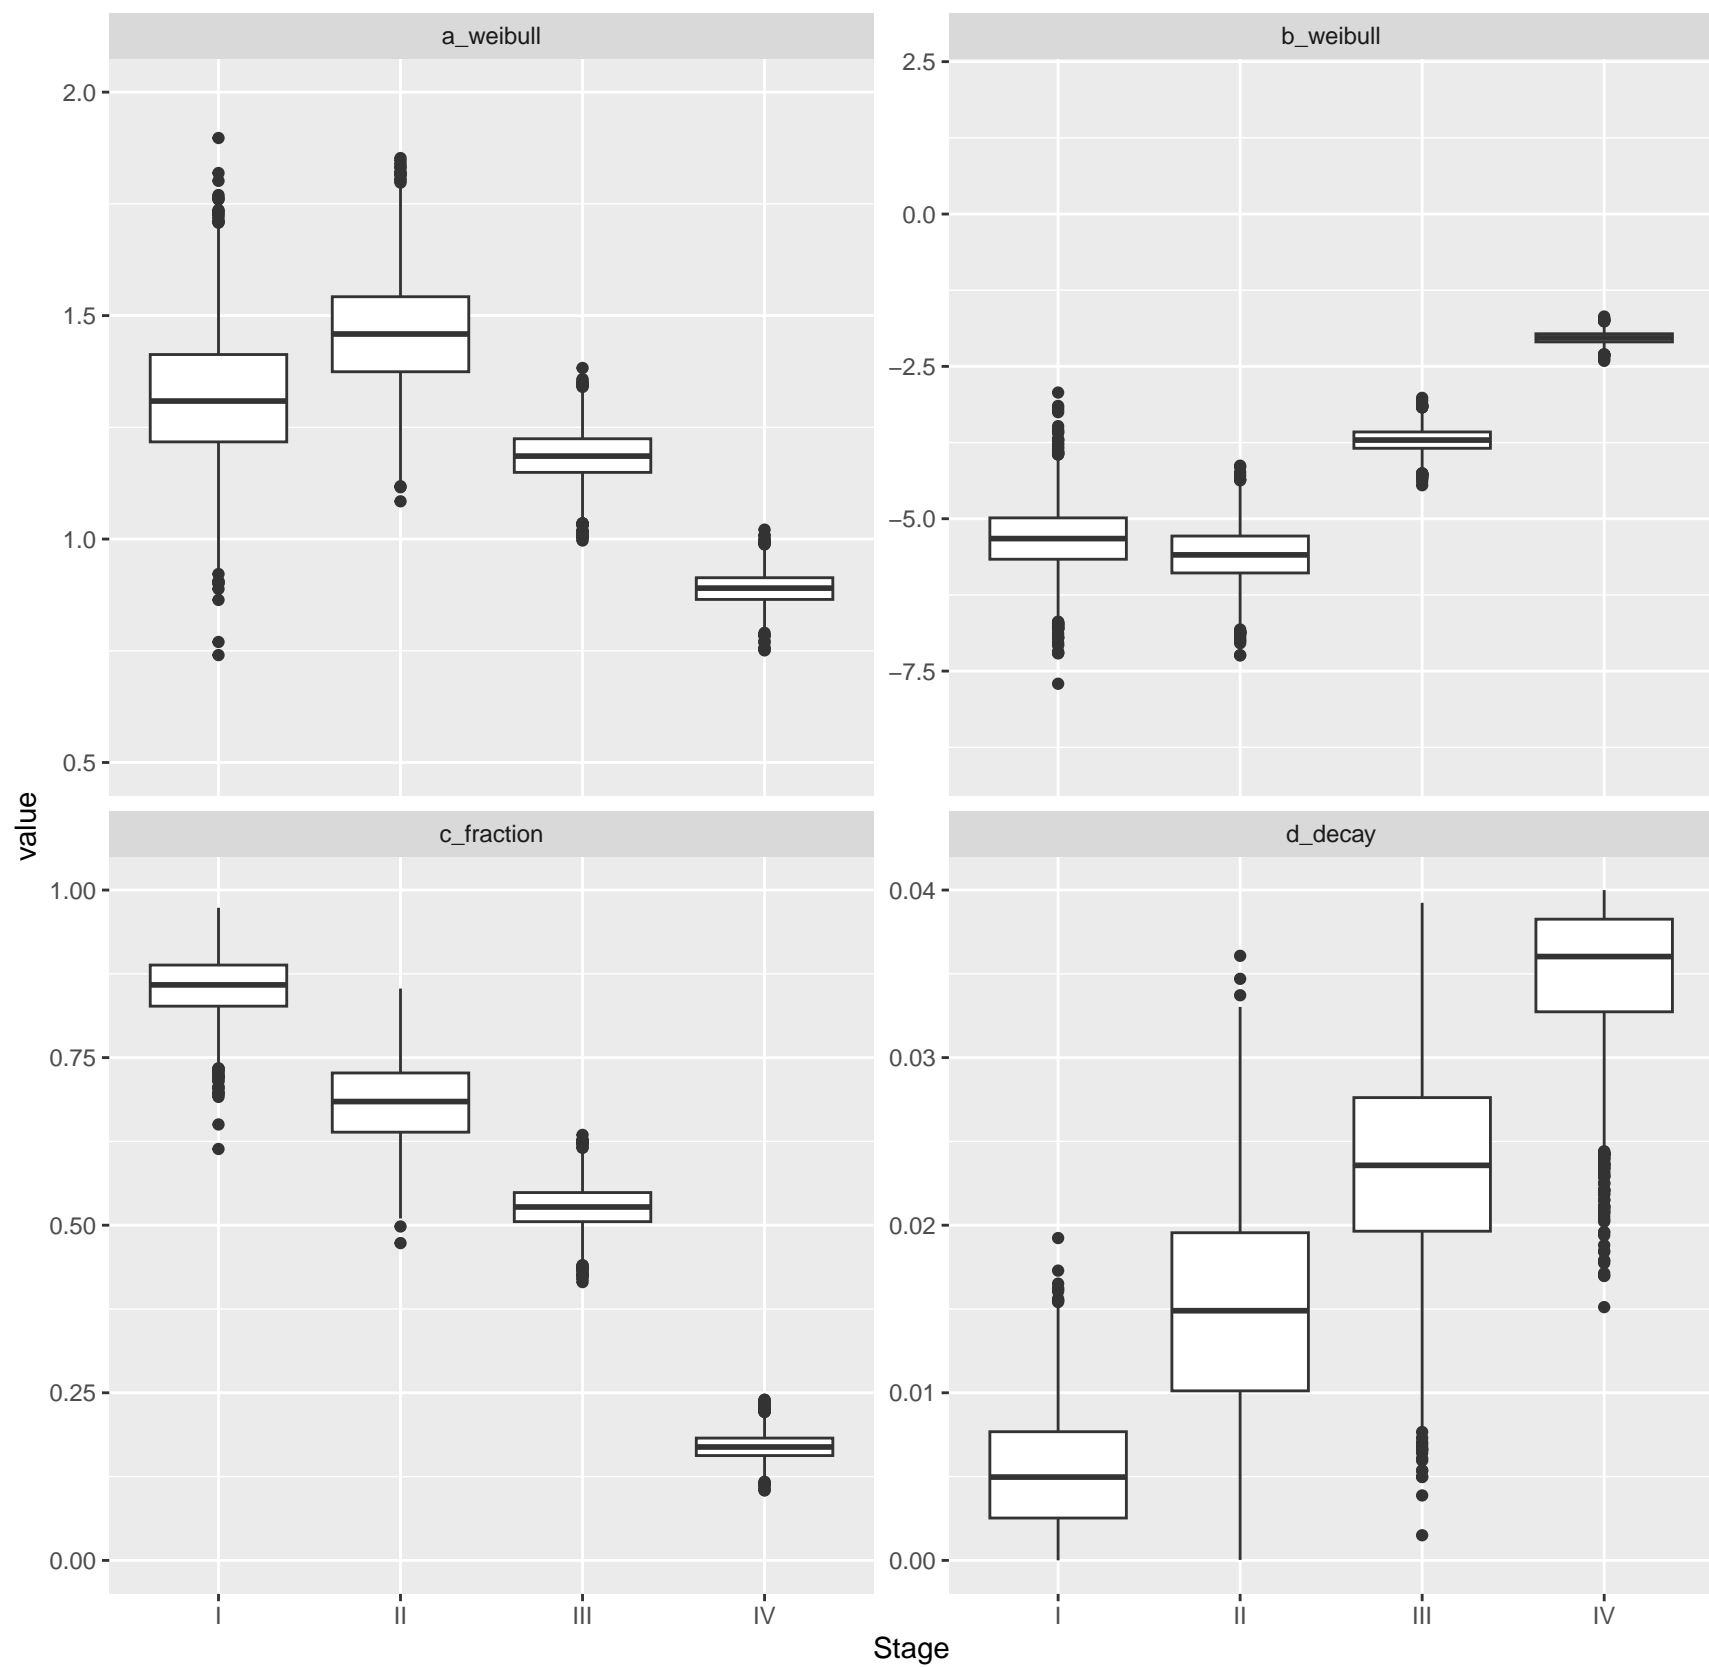 a_weibull
b_weibull
2.0
1.5
1.0
0.5
2.5
0.0
−2.5
−5.0
−7.5
value
c_fraction
d_decay
1.00
0.75
0.50
0.25
0.00
0.04
0.03
0.02
0.01
0.00
I II III IV
I II III IV
Stage